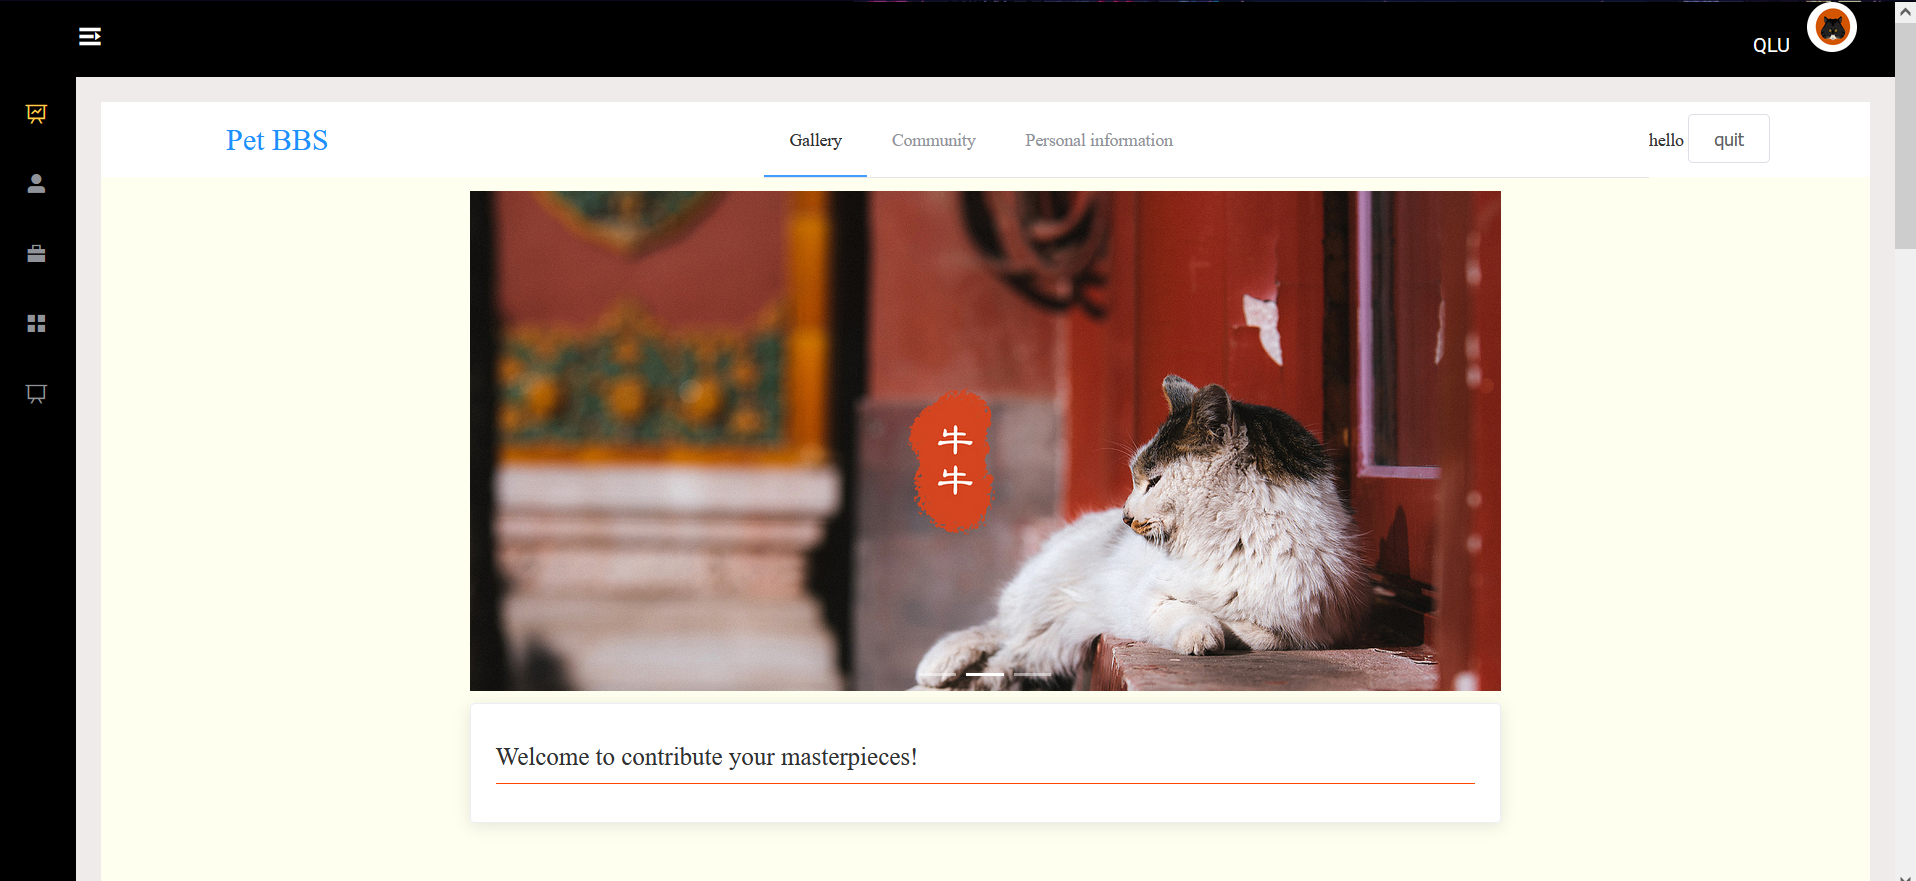 QLU
Pet BBS
Gallery
Community
Personal information
hello
quit
牛
牛
Welcome to contribute your masterpieces!